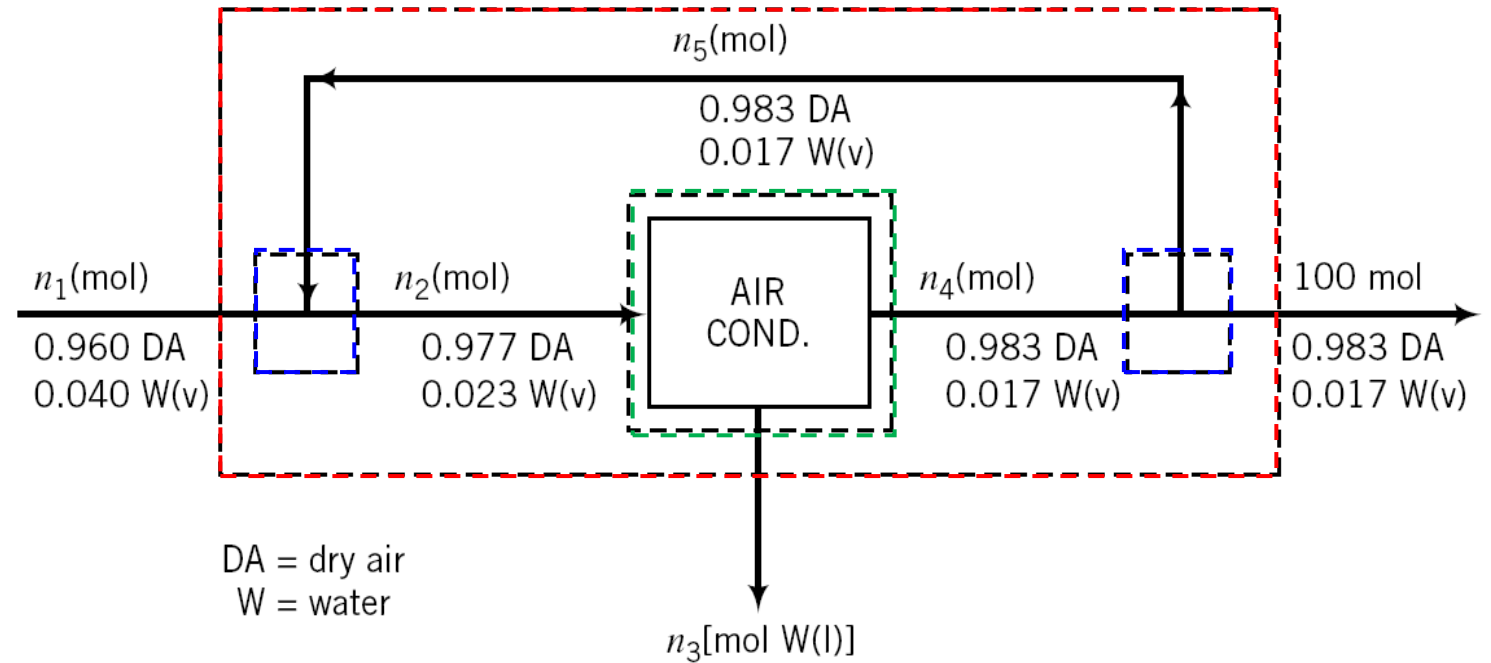 n₅(mol)
0.983 DA
0.017 W(v)
n₁(mol)
0.960 DA
0.040 W(v)
n₂(mol)
0.977 DA
0.023 W(v)
AIR
COND.
n₄(mol)
0.983 DA
0.017 W(v)
100 mol
0.983 DA
0.017 W(v)
DA = dry air
W = water
n₃[mol W(l)]